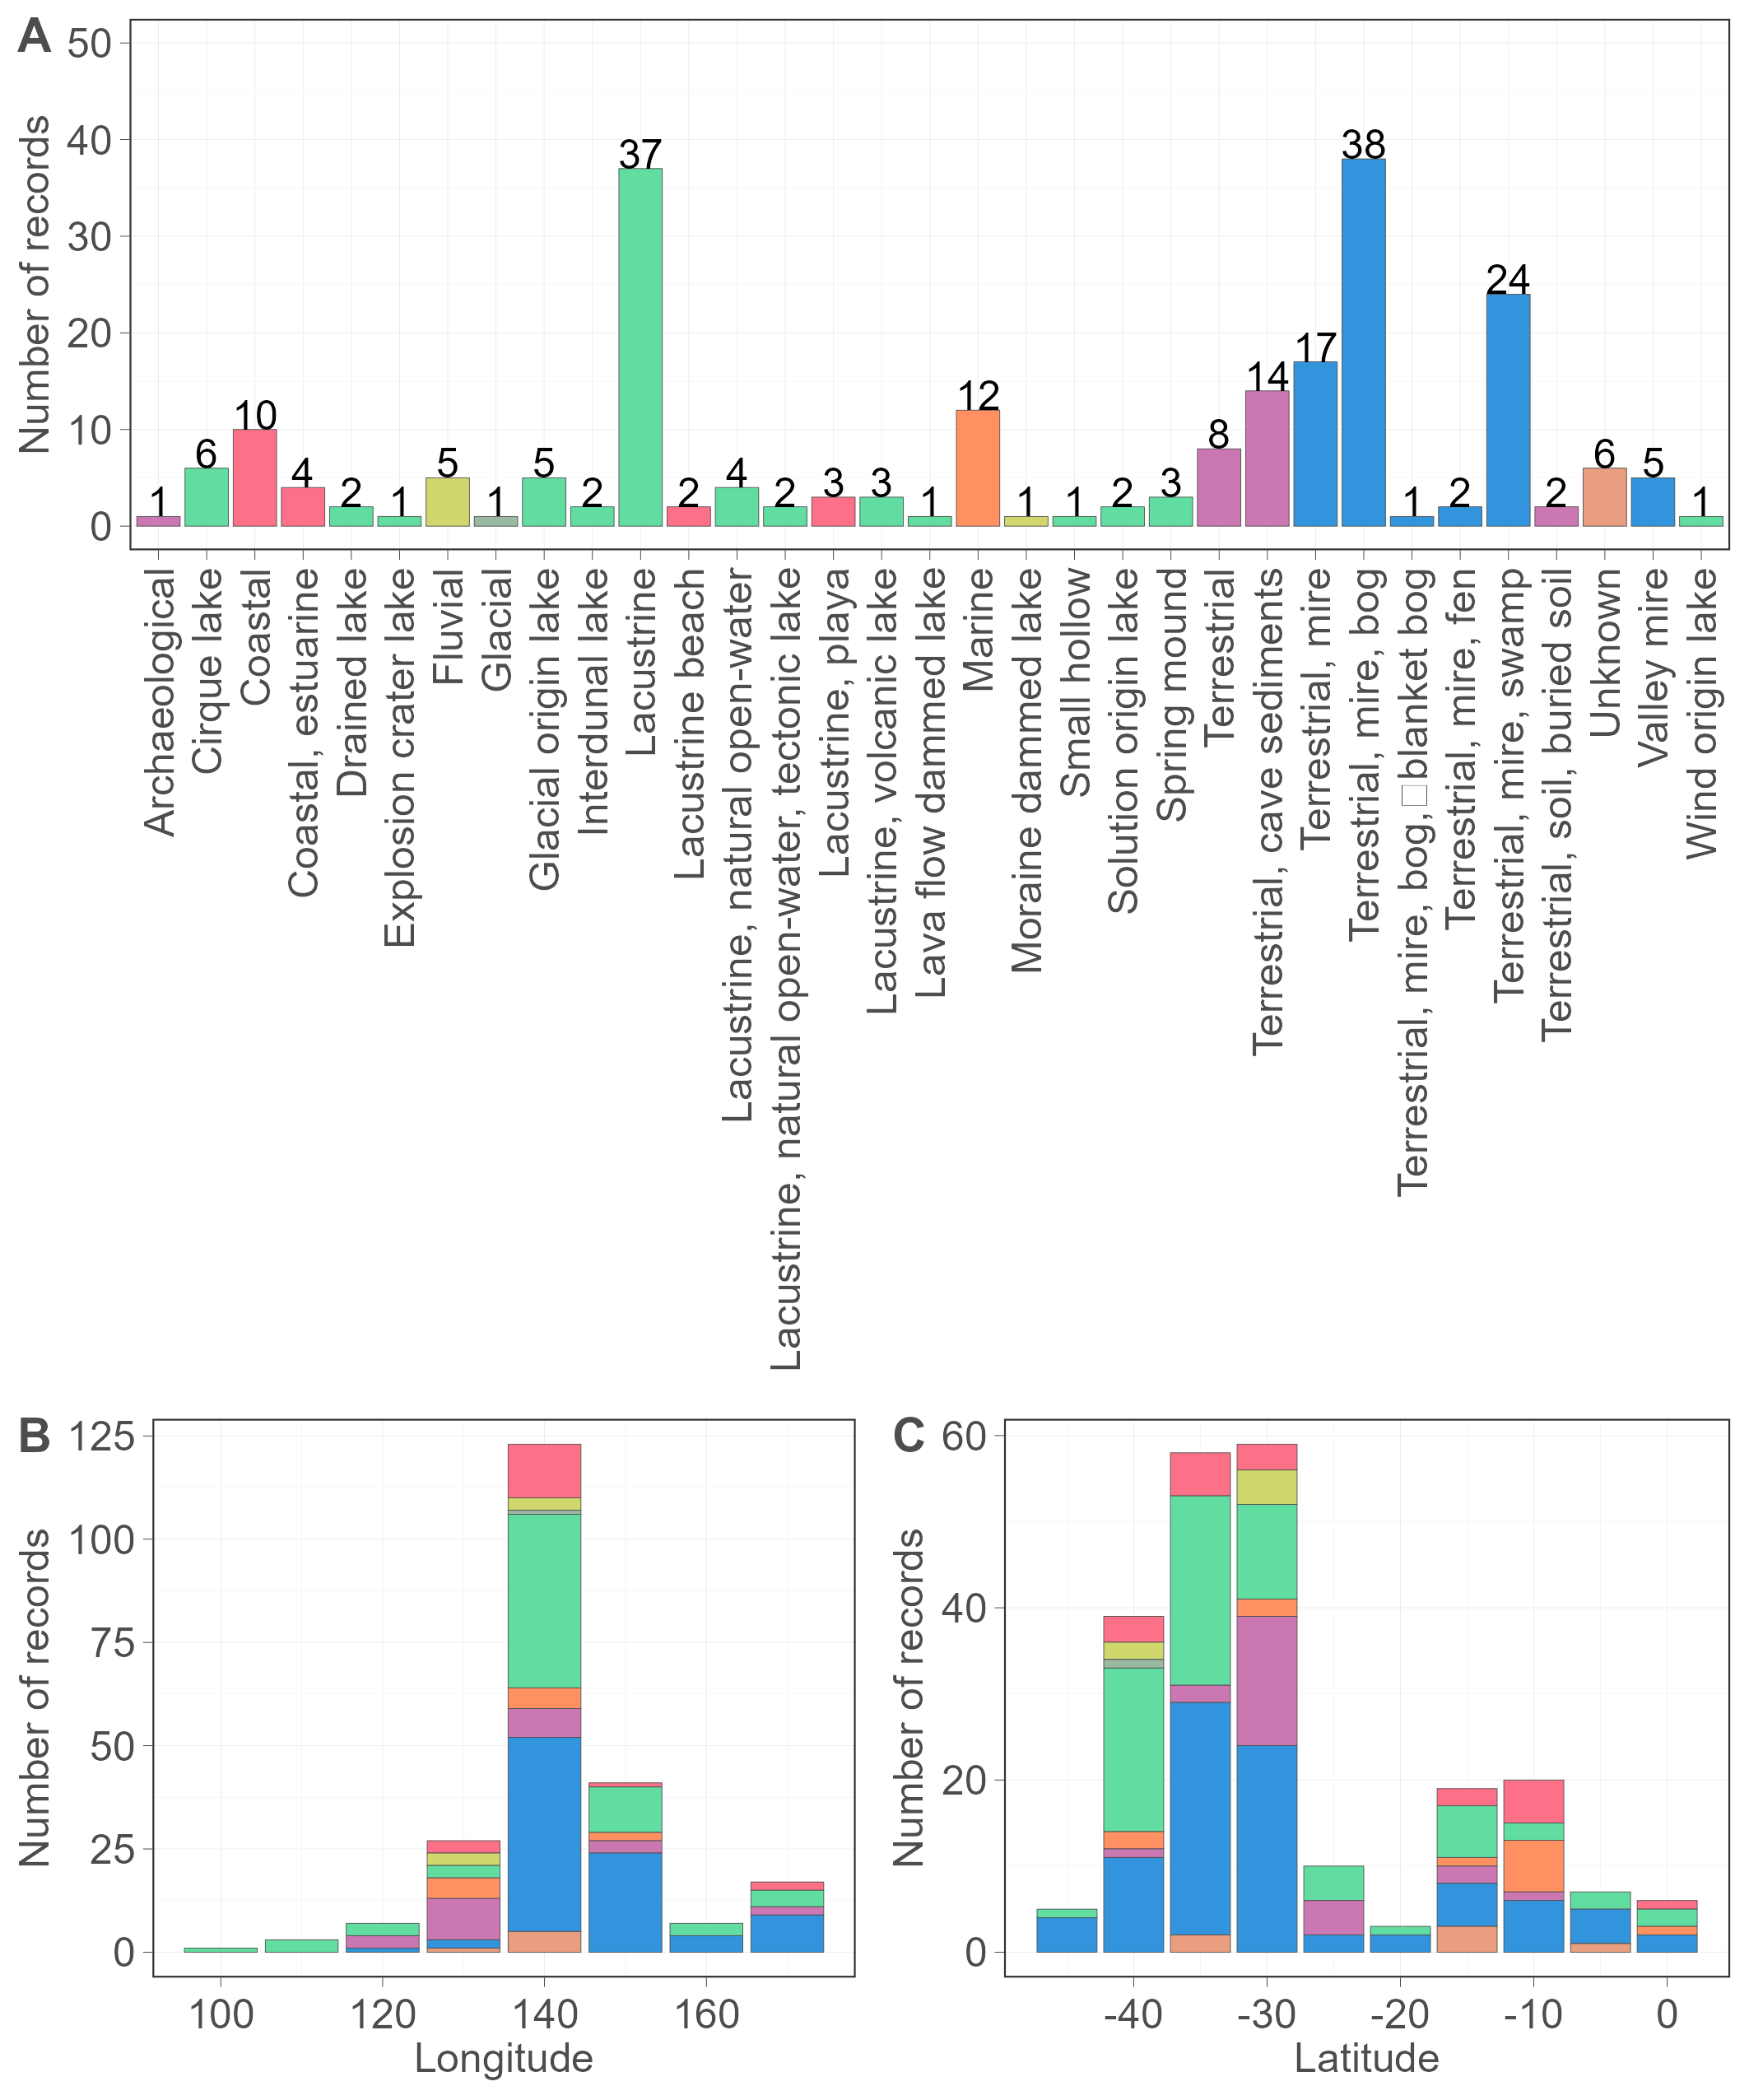 A
Number of records
50
40
30
20
10
0
1
6
10
4
2
1
5
1
5
2
37
2
4
2
3
3
1
12
1
1
2
3
8
14
17
38
1
2
24
2
6
5
1
Archaeological
Cirque lake
Coastal
Coastal, estuarine
Drained lake
Explosion crater lake
Fluvial
Glacial
Glacial origin lake
Interdunal lake
Lacustrine
Lacustrine beach
Lacustrine, natural open-water
Lacustrine, natural open-water, tectonic lake
Lacustrine, playa
Lacustrine, volcanic lake
Lava flow dammed lake
Marine
Moraine dammed lake
Small hollow
Solution origin lake
Spring mound
Terrestrial
Terrestrial, cave sediments
Terrestrial, mire
Terrestrial, mire, bog
Terrestrial, mire, bog,□blanket bog
Terrestrial, mire, fen
Terrestrial, mire, swamp
Terrestrial, soil, buried soil
Unknown
Valley mire
Wind origin lake
B
Number of records
125
100
75
50
25
0
100
120
140
160
Longitude
C
Number of records
60
40
20
0
-40
-30
-20
-10
0
Latitude